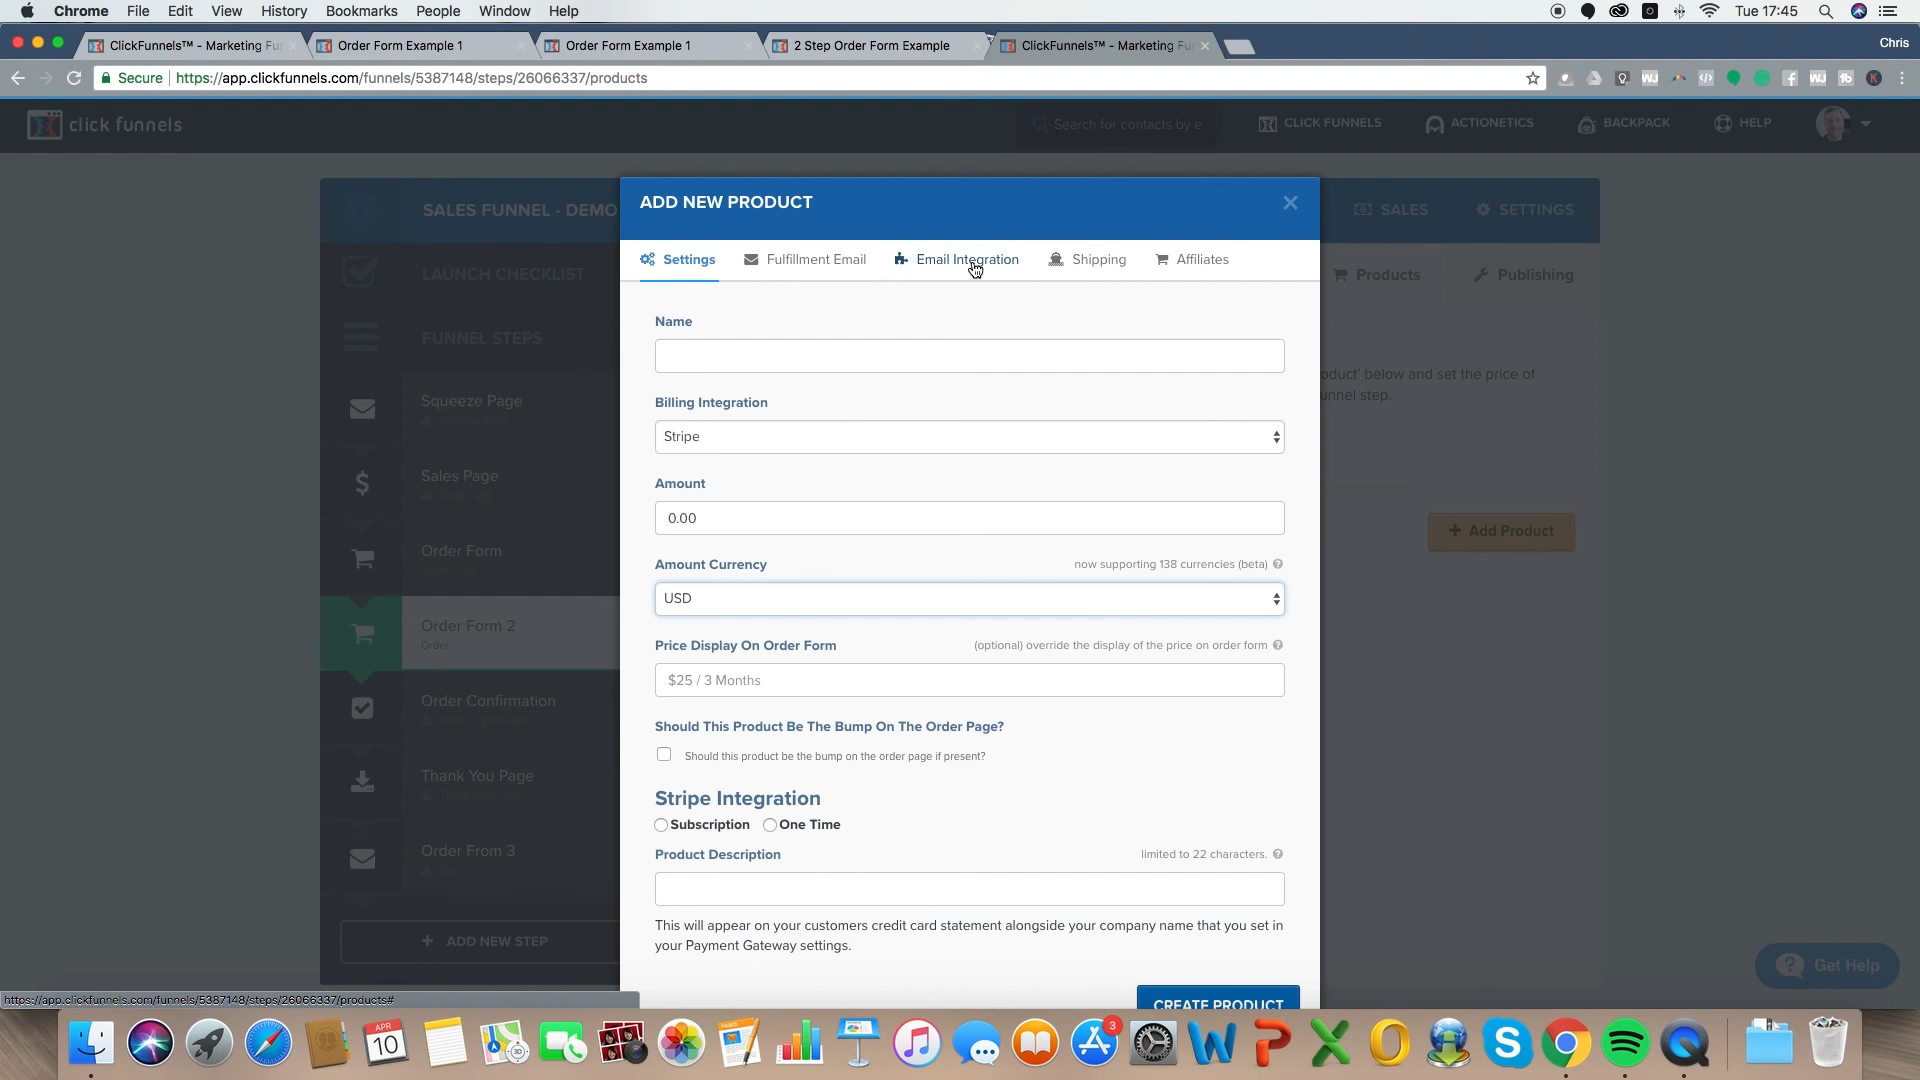 Chrome File Edit View History Bookmarks People Window Help Tue 17:45
ClickFunnels™ - Marketing Fu Order Form Example 1 Order Form Example 1 2 Step Order Form Example ClickFunnels™ - Marketing Fu Chris
Secure https://app.clickfunnels.com/funnels/5387148/steps/26066337/products
click funnels Search for contacts by e CLICK FUNNELS ACTIONETICS BACKPACK HELP
SALES FUNNEL - DEMO
SALES SETTINGS
LAUNCH CHECKLIST
Products Publishing
FUNNEL STEPS
Squeeze Page
Sales Page
Order Form
Order Form 2
Order
Order Confirmation
Thank You Page
Order From 3
+ ADD NEW STEP
oduct' below and set the price of
unnel step.
+ Add Product
ADD NEW PRODUCT
Settings Fulfillment Email Email Integration Shipping Affiliates
Name
Billing Integration
Stripe
Amount
0.00
Amount Currency now supporting 138 currencies (beta)
USD
Price Display On Order Form (optional) override the display of the price on order form
$25 / 3 Months
Should This Product Be The Bump On The Order Page?
Should this product be the bump on the order page if present?
Stripe Integration
Subscription One Time
Product Description limited to 22 characters.
This will appear on your customers credit card statement alongside your company name that you set in
your Payment Gateway settings.
CREATE PRODUCT
Get Help
https://app.clickfunnels.com/funnels/5387148/steps/26066337/products#
APR
10
3D
PAGES
3